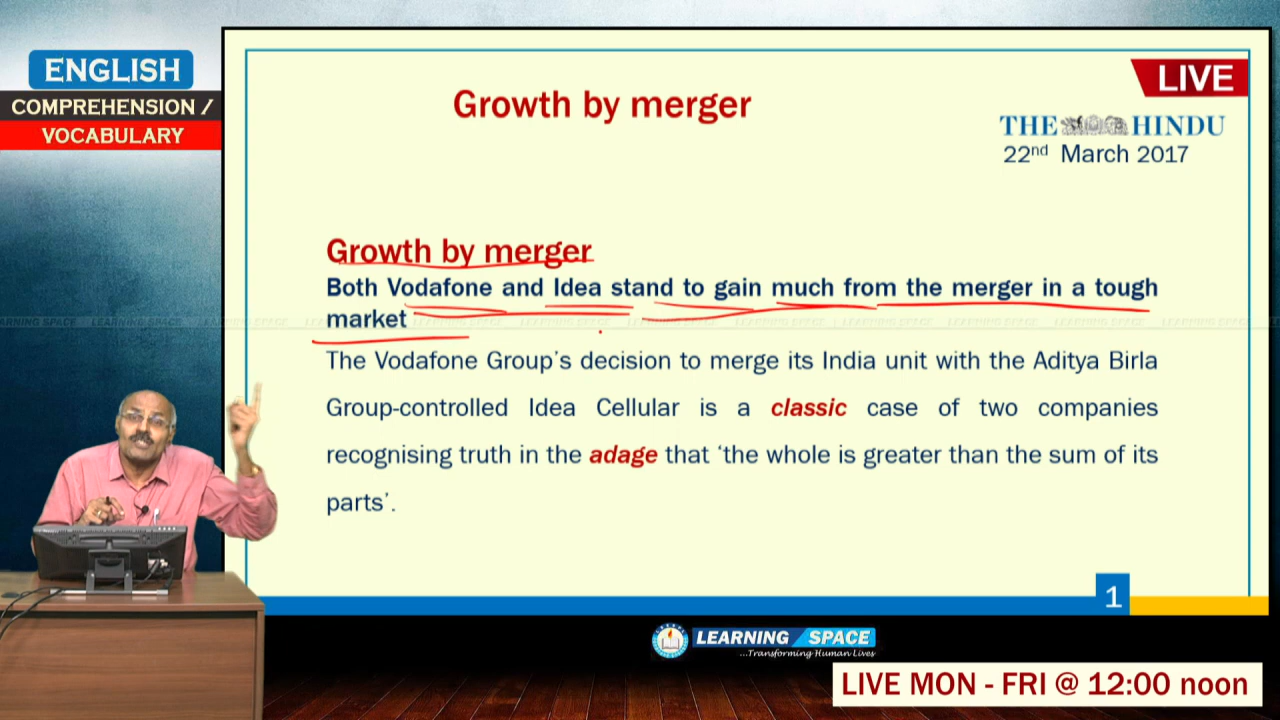 ENGLISH
COMPREHENSION /
VOCABULARY
Growth by merger
LIVE
THE HINDU
22nd March 2017
Growth by merger
Both Vodafone and Idea stand to gain much from the merger in a tough
market
LEARNING SPACE
The Vodafone Group's decision to merge its India unit with the Aditya Birla
Group-controlled Idea Cellular is a classic case of two companies
recognising truth in the adage that ‘the whole is greater than the sum of its
parts’.
1
LEARNING SPACE
...Transforming Human Lives
LIVE MON - FRI @ 12:00 noon